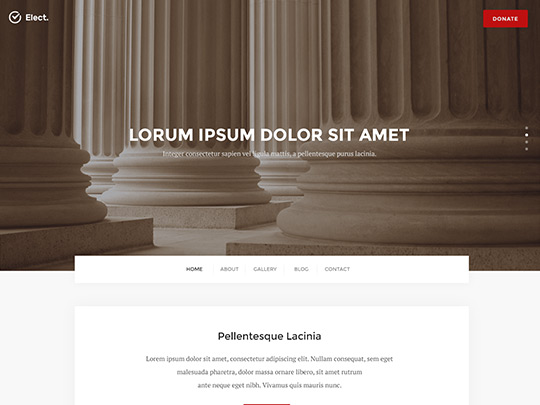 Elect.
DONATE
LORUM IPSUM DOLOR SIT AMET
Integer consectetur sapien vel ligula mattis, a pellentesque purus lacinia.
HOME ABOUT GALLERY BLOG CONTACT
Pellentesque Lacinia
Lorem ipsum dolor sit amet, consectetur adipiscing elit. Nullam consequat, sem eget
malesuada pharetra, dolor massa ornare libero, sit amet rutrum
ante neque eget nibh. Vivamus quis mauris nunc.